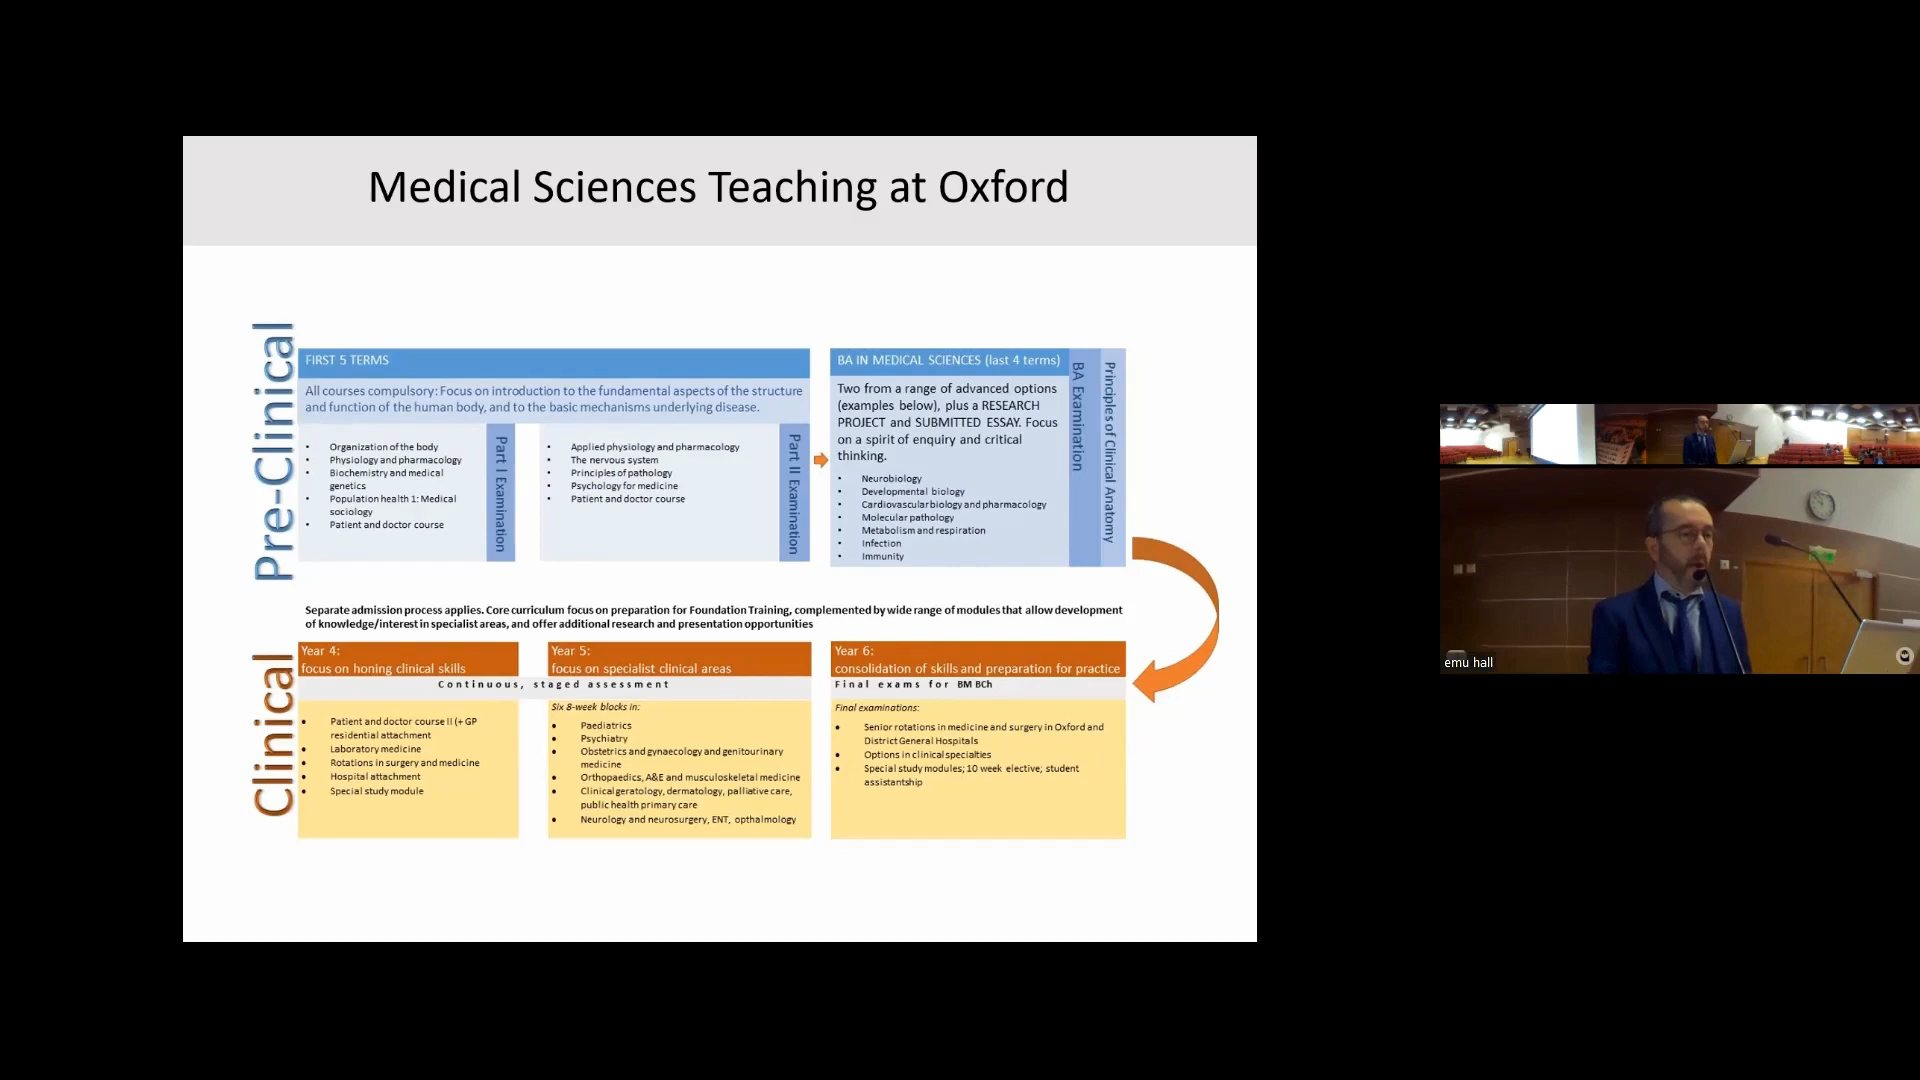 Medical Sciences Teaching at Oxford
Pre-Clinical
FIRST 5 TERMS
All courses compulsory: Focus on introduction to the fundamental aspects of the structure
and function of the human body, and to the basic mechanisms underlying disease.
• Organization of the body
• Physiology and pharmacology
• Biochemistry and medical
genetics
• Population health 1: Medical
sociology
• Patient and doctor course
Part I Examination
• Applied physiology and pharmacology
• The nervous system
• Principles of pathology
• Psychology for medicine
• Patient and doctor course
Part II Examination
BA IN MEDICAL SCIENCES (last 4 terms)
Two from a range of advanced options
(examples below), plus a RESEARCH
PROJECT and SUBMITTED ESSAY. Focus
on a spirit of enquiry and critical
thinking.
• Neurobiology
• Developmental biology
• Cardiovascular biology and pharmacology
• Molecular pathology
• Metabolism and respiration
• Infection
• Immunity
BA Examination
Principles of Clinical Anatomy
Separate admission process applies. Core curriculum focus on preparation for Foundation Training, complemented by wide range of modules that allow development
of knowledge/interest in specialist areas, and offer additional research and presentation opportunities
Clinical
Year 4:
focus on honing clinical skills
Year 5:
focus on specialist clinical areas
Continuous, staged assessment
• Patient and doctor course II (+ GP
residential attachment
• Laboratory medicine
• Rotations in surgery and medicine
• Hospital attachment
• Special study module
Six 8-week blocks in:
• Paediatrics
• Psychiatry
• Obstetrics and gynaecology and genitourinary
medicine
• Orthopaedics, A&E and musculoskeletal medicine
• Clinical geratology, dermatology, palliative care,
public health primary care
• Neurology and neurosurgery, ENT, opthalmology
Year 6:
consolidation of skills and preparation for practice
Final exams for BM BCh
Final examinations:
• Senior rotations in medicine and surgery in Oxford and
District General Hospitals
• Options in clinical specialties
• Special study modules; 10 week elective; student
assistantship
emu hall